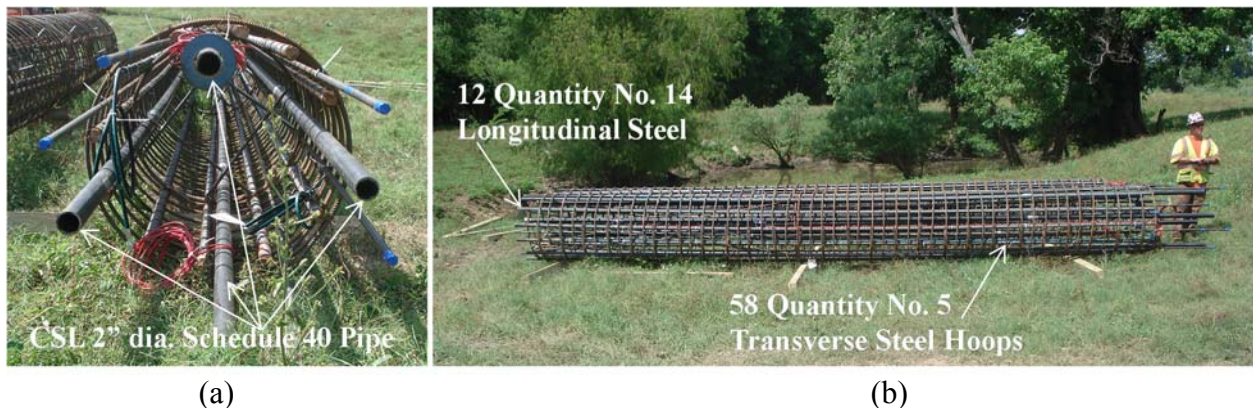 CSL 2" dia. Schedule 40 Pipe
12 Quantity No. 14
Longitudinal Steel
58 Quantity No. 5
Transverse Steel Hoops
(a)
(b)